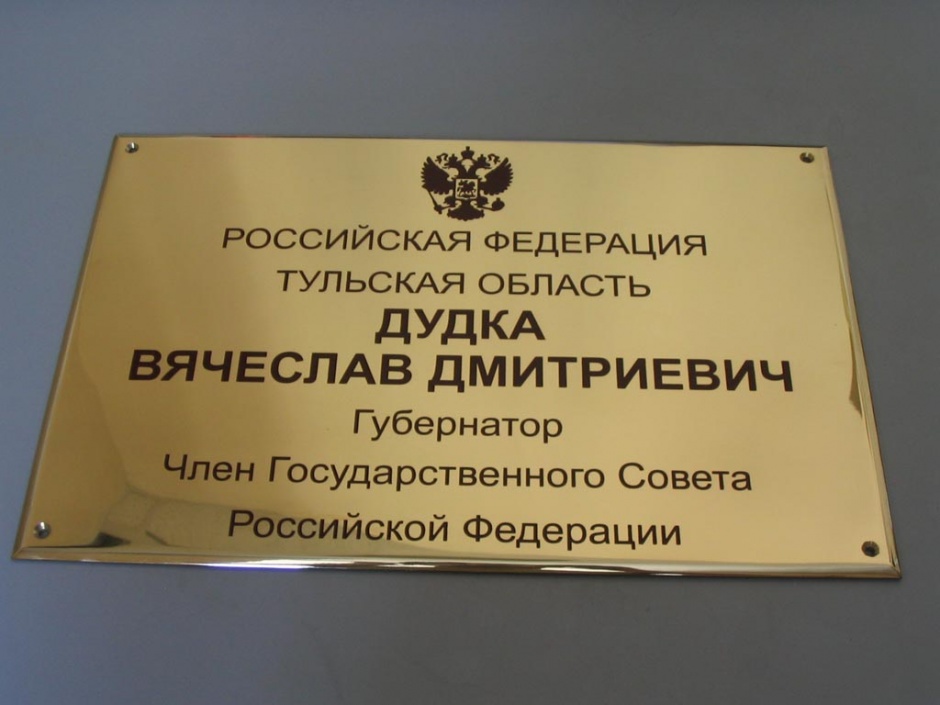 РОССИЙСКАЯ ФЕДЕРАЦИЯ
ТУЛЬСКАЯ ОБЛАСТЬ
ДУДКА
ВЯЧЕСЛАВ ДМИТРИЕВИЧ
Губернатор
Член Государственного Совета
Российской Федерации